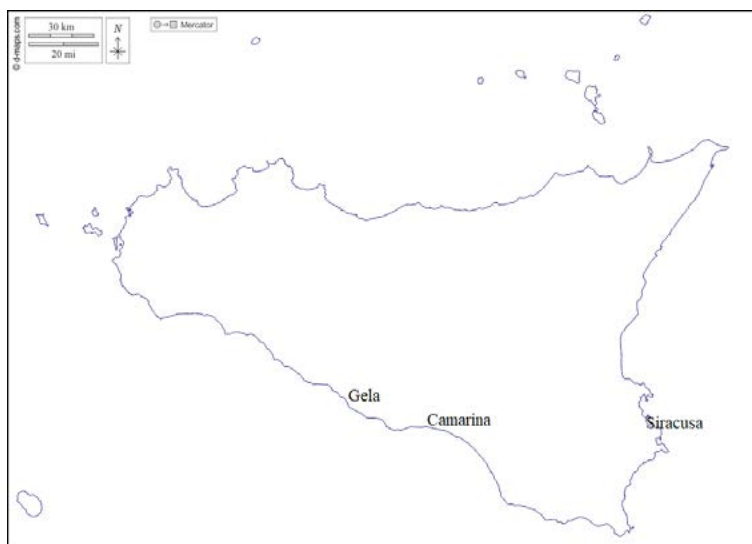 30 km
20 mi
N
Mercator
© d-maps.com
Gela
Camarina
Siracusa